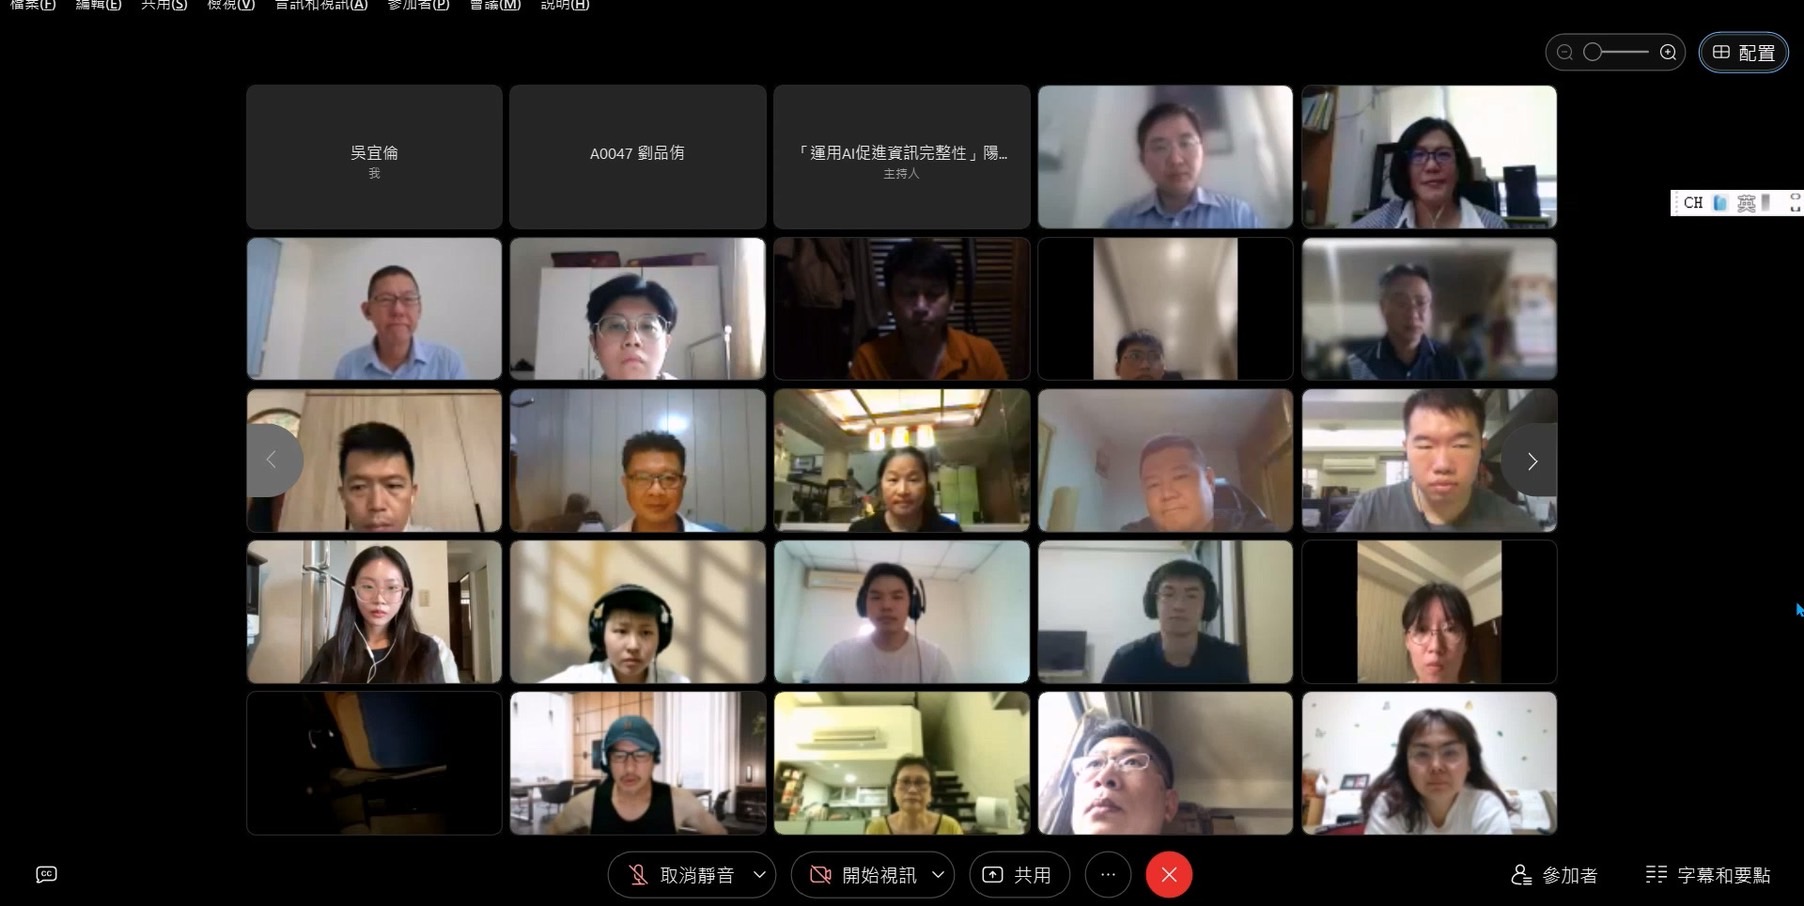 檔案(F) 編輯(E) 共用(S) 檢視(V) 音訊和視訊(A) 參加者(P) 會議(M) 說明(H)
配置
吳宜倫
我
A0047 劉品侑
「運用AI促進資訊完整性」陽...
主持人
CH 英
CC
取消靜音
開始視訊
共用
參加者
字幕和要點